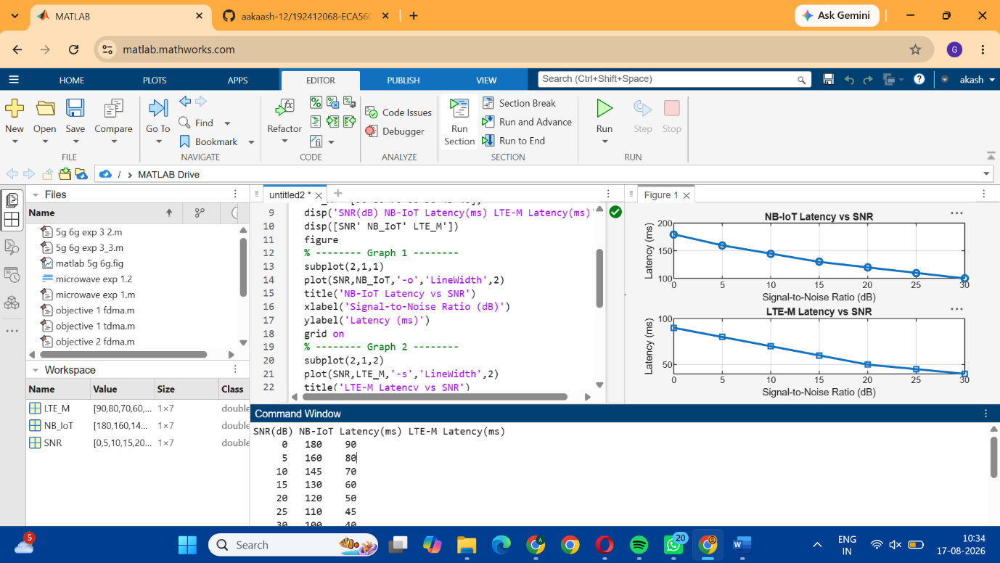 MATLAB
aakaash-12/192412068-ECA560
Ask Gemini
matlab.mathworks.com
G
HOME PLOTS APPS EDITOR PUBLISH VIEW
Search (Ctrl+Shift+Space)
akash
New Open Save Compare
FILE
Go To
Find
Bookmark
NAVIGATE
Refactor
CODE
Code Issues
Debugger
ANALYZE
Run Section
Section Break
Run and Advance
Run to End
SECTION
Run Step Stop
RUN
/ › MATLAB Drive
Files
Name
5g 6g exp 3 2.m
5g 6g exp 3_3.m
matlab 5g 6g.fig
microwave exp 1.2
microwave exp 1.m
objective 1 fdma.m
objective 1 tdma.m
objective 2 fdma.m
Workspace
Name Value Size Class
LTE_M [90,80,70,60,... 1×7 double
NB_IoT [180,160,14... 1×7 double
SNR [0,5,10,15,20... 1×7 double
untitled2 *
9 disp('SNR(dB) NB-IoT Latency(ms) LTE-M Latency(ms)'
10 disp([SNR' NB_IoT' LTE_M'])
11 figure
12 % -------- Graph 1 --------
13 subplot(2,1,1)
14 plot(SNR,NB_IoT,'-o','LineWidth',2)
15 title('NB-IoT Latency vs SNR')
16 xlabel('Signal-to-Noise Ratio (dB)')
17 ylabel('Latency (ms)')
18 grid on
19 % -------- Graph 2 --------
20 subplot(2,1,2)
21 plot(SNR,LTE_M,'-s','LineWidth',2)
22 title('LTE-M Latency vs SNR')
Figure 1
NB-IoT Latency vs SNR
Latency (ms)
200
150
100
0 5 10 15 20 25 30
Signal-to-Noise Ratio (dB)
LTE-M Latency vs SNR
Latency (ms)
100
50
0 5 10 15 20 25 30
Signal-to-Noise Ratio (dB)
Command Window
SNR(dB) NB-IoT Latency(ms) LTE-M Latency(ms)
0 180 90
5 160 80
10 145 70
15 130 60
20 120 50
25 110 45
30 100 40
5
Search
20
ENG
IN
10:34
17-08-2026